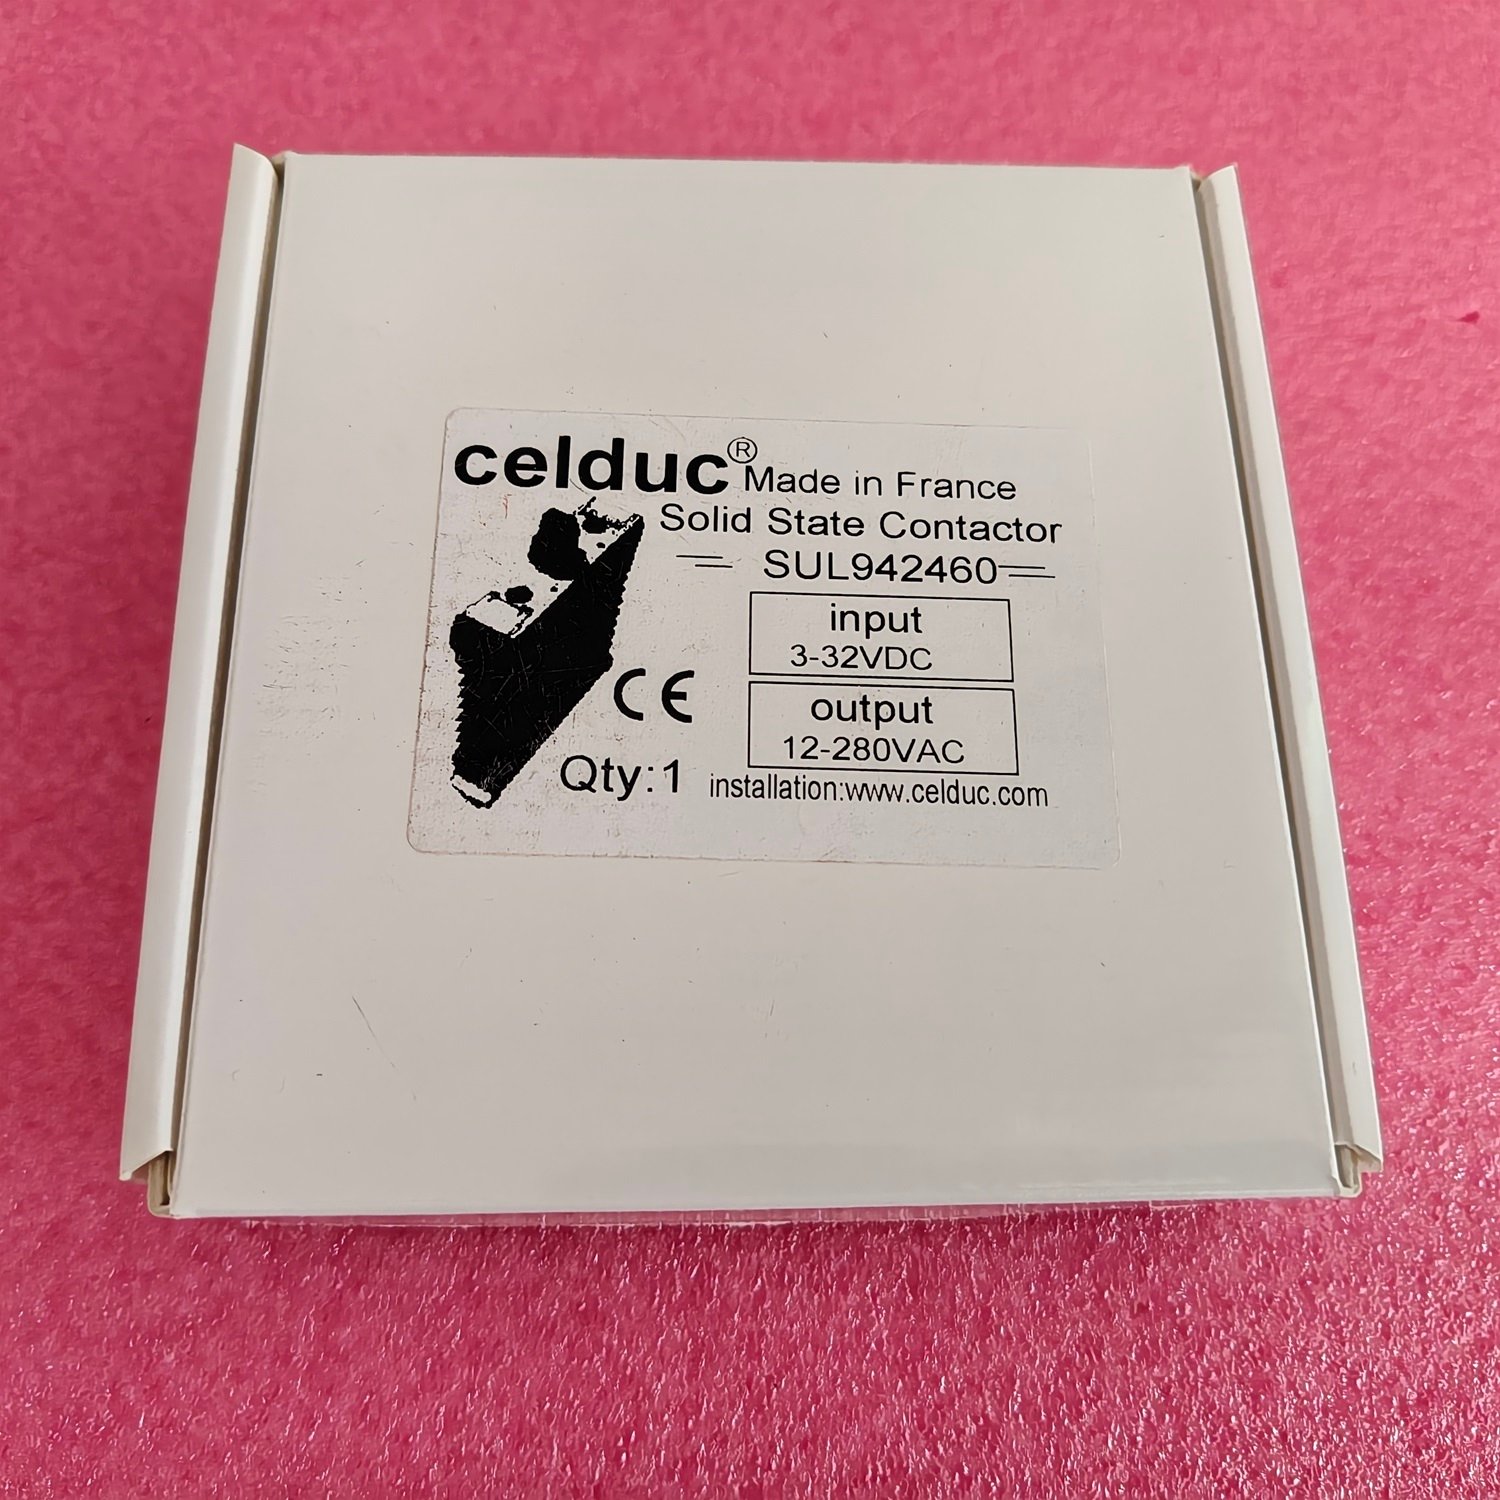 celduc® Made in France
Solid State Contactor
SUL942460
input
3-32VDC
output
12-280VAC
CE
Qty:1
installation:www.celduc.com